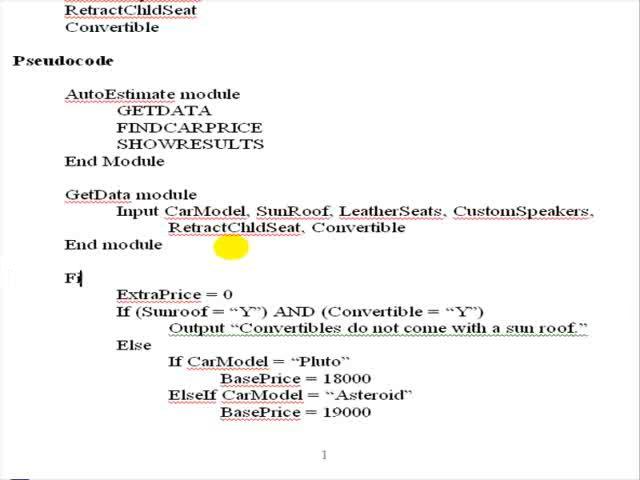 RetractChldSeat
Convertible
Pseudocode
AutoEstimate module
GETDATA
FINDCARPRICE
SHOWRESULTS
End Module
GetData module
Input CarModel, SunRoof, LeatherSeats, CustomSpeakers,
RetractChldSeat, Convertible
End module
Fi
ExtraPrice = 0
If (Sunroof = “Y”) AND (Convertible = “Y”)
Output “Convertibles do not come with a sun roof.”
Else
If CarModel = “Pluto”
BasePrice = 18000
ElseIf CarModel = “Asteroid”
BasePrice = 19000
1